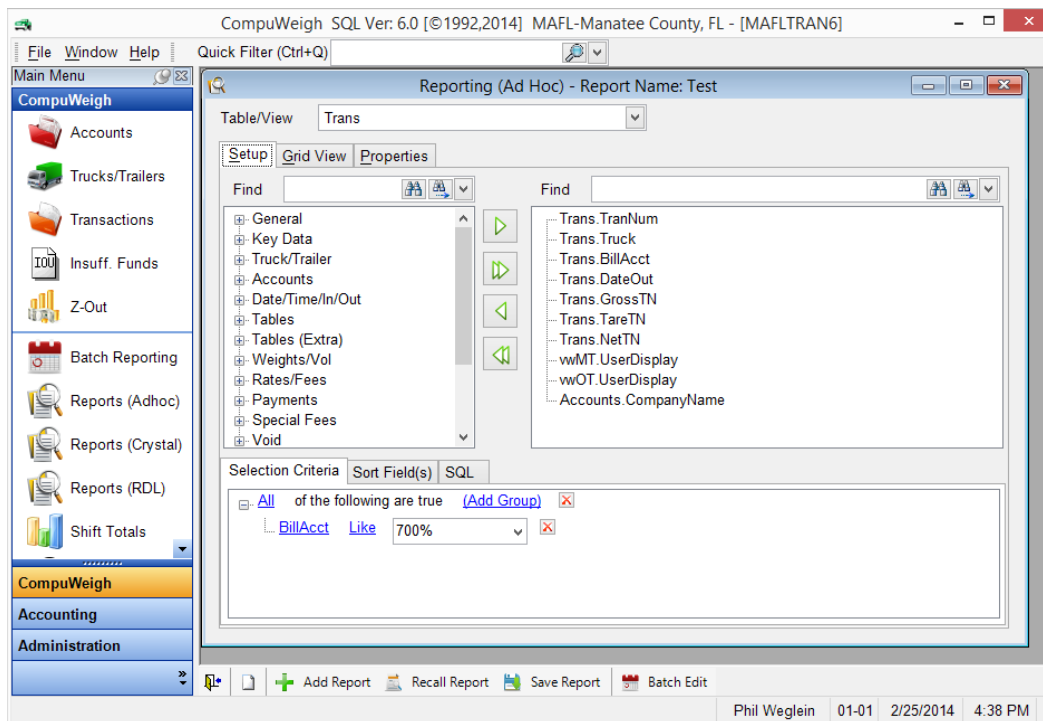 CompuWeigh SQL Ver: 6.0 [©1992,2014] MAFL-Manatee County, FL - [MAFLTRAN6]
File Window Help Quick Filter (Ctrl+Q)
Main Menu
CompuWeigh
Accounts
Trucks/Trailers
Transactions
IOU Insuff. Funds
Z-Out
Batch Reporting
Reports (Adhoc)
Reports (Crystal)
Reports (RDL)
Shift Totals
CompuWeigh
Accounting
Administration
Reporting (Ad Hoc) - Report Name: Test
Table/View Trans
Setup Grid View Properties
Find
General
Key Data
Truck/Trailer
Accounts
Date/Time/In/Out
Tables
Tables (Extra)
Weights/Vol
Rates/Fees
Payments
Special Fees
Void
Find
Trans.TranNum
Trans.Truck
Trans.BillAcct
Trans.DateOut
Trans.GrossTN
Trans.TareTN
Trans.NetTN
vwMT.UserDisplay
vwOT.UserDisplay
Accounts.CompanyName
Selection Criteria Sort Field(s) SQL
All of the following are true (Add Group)
BillAcct Like 700%
Add Report Recall Report Save Report Batch Edit
Phil Weglein 01-01 2/25/2014 4:38 PM